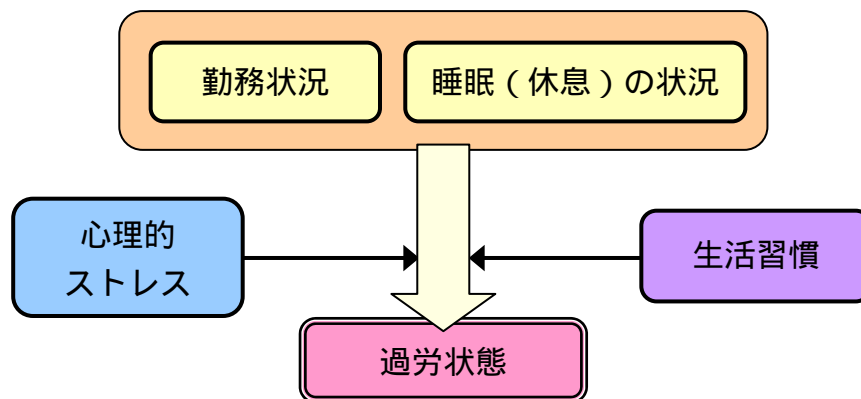 勤務状況
睡眠（休息）の状況
心理的
ストレス
生活習慣
過労状態